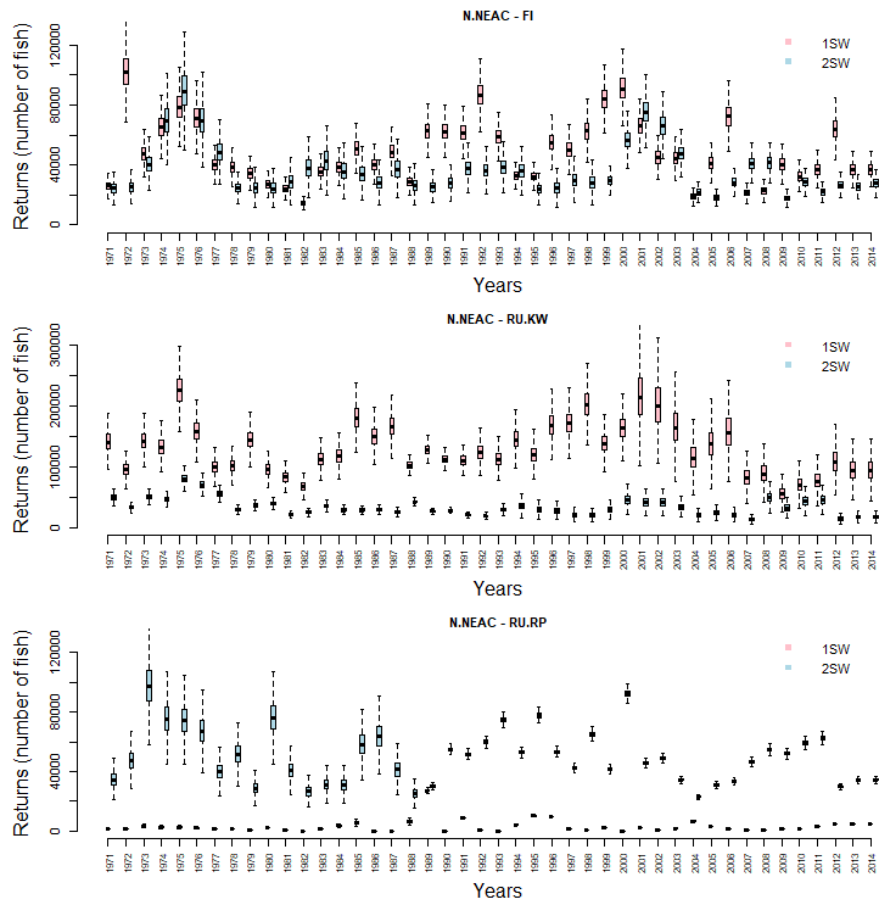 N.NEAC - FI
1SW
2SW
Returns (number of fish)
0 40000 80000 120000
1971 1972 1973 1974 1975 1976 1977 1978 1979 1980 1981 1982 1983 1984 1985 1986 1987 1988 1989 1990 1991 1992 1993 1994 1995 1996 1997 1998 1999 2000 2001 2002 2003 2004 2005 2006 2007 2008 2009 2010 2011 2012 2013 2014
Years
N.NEAC - RU.KW
1SW
2SW
Returns (number of fish)
0 100000 200000 300000
1971 1972 1973 1974 1975 1976 1977 1978 1979 1980 1981 1982 1983 1984 1985 1986 1987 1988 1989 1990 1991 1992 1993 1994 1995 1996 1997 1998 1999 2000 2001 2002 2003 2004 2005 2006 2007 2008 2009 2010 2011 2012 2013 2014
Years
N.NEAC - RU.RP
1SW
2SW
Returns (number of fish)
0 40000 80000 120000
1971 1972 1973 1974 1975 1976 1977 1978 1979 1980 1981 1982 1983 1984 1985 1986 1987 1988 1989 1990 1991 1992 1993 1994 1995 1996 1997 1998 1999 2000 2001 2002 2003 2004 2005 2006 2007 2008 2009 2010 2011 2012 2013 2014
Years